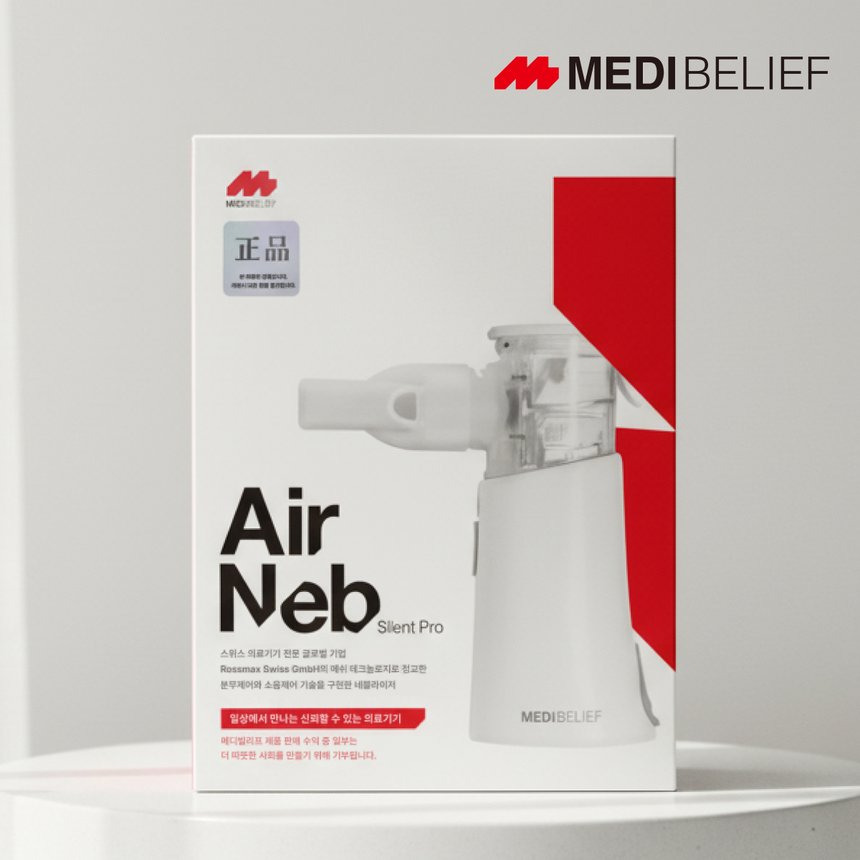 MEDIBELIEF
正品
Air
Neb
Silent Pro
스위스 의료기기 전문 글로벌 기업
Rossmax Swiss GmbH의 메쉬 테크놀로지로 정교한
분무제어와 소음제어 기술을 구현한 네블라이저
일상에서 만나는 신뢰할 수 있는 의료기기
메디빌리프 제품 판매 수익 중 일부는
더 따뜻한 사회를 만들기 위해 기부됩니다.
MEDIBELIEF